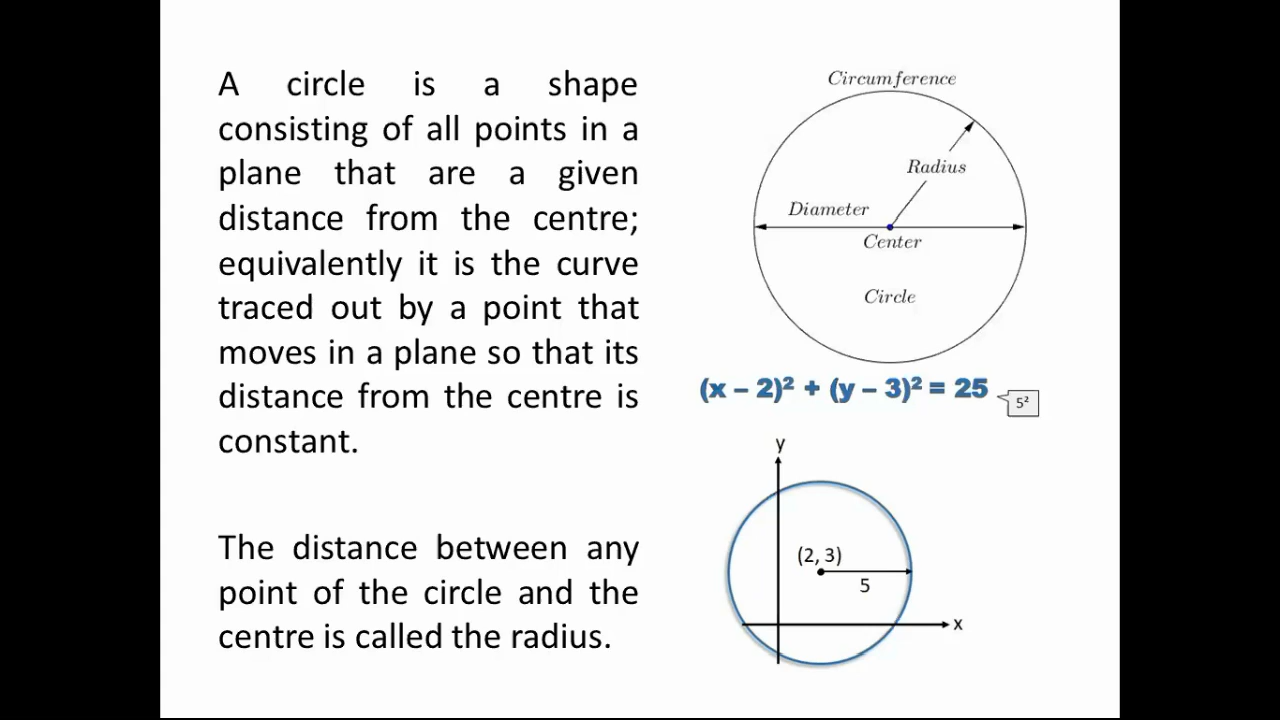 A circle is a shape
consisting of all points in a
plane that are a given
distance from the centre;
equivalently it is the curve
traced out by a point that
moves in a plane so that its
distance from the centre is
constant.
The distance between any
point of the circle and the
centre is called the radius.
Circumference
Radius
Diameter
Center
Circle
(x – 2)² + (y – 3)² = 25
5²
y
(2, 3)
5
x